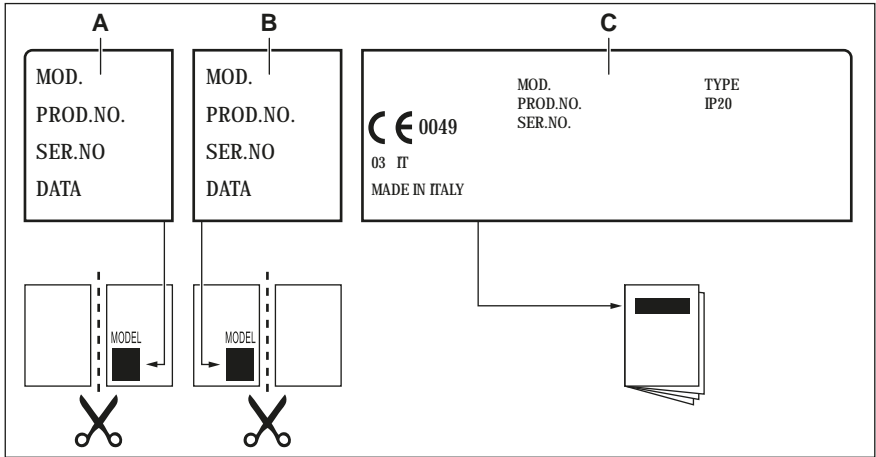 A
B
C
MOD.
PROD.NO.
SER.NO
DATA
MOD.
PROD.NO.
SER.NO
DATA
CE 0049
03 IT
MADE IN ITALY
MOD.
PROD.NO.
SER.NO.
TYPE
IP20
MODEL
MODEL